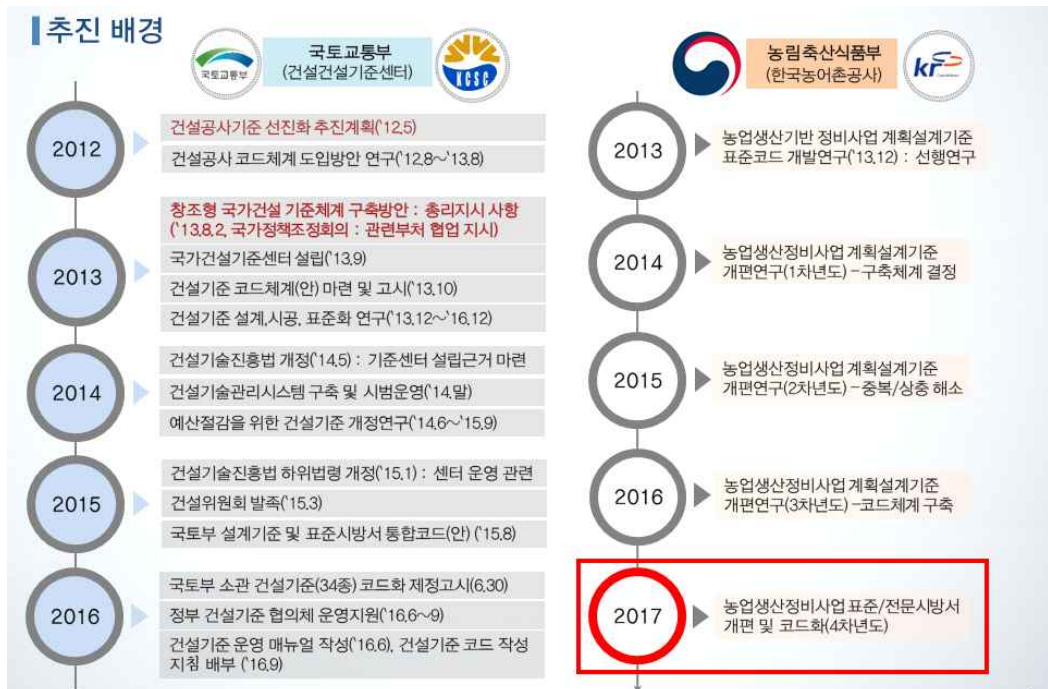 추진 배경
국토교통부
국토교통부
(건설건설기준센터)
KCSC
2012
건설공사기준 선진화 추진계획('12.5)
건설공사 코드체계 도입방안 연구('12.8～'13.8)
2013
창조형 국가건설 기준체계 구축방안 : 총리지시 사항
('13.8.2, 국가정책조정회의 : 관련부처 협업 지시)
국가건설기준센터 설립('13.9)
건설기준 코드체계(안) 마련 및 고시('13.10)
건설기준 설계,시공, 표준화 연구('13.12～'16.12)
2014
건설기술진흥법 개정('14.5) : 기준센터 설립근거 마련
건설기술관리시스템 구축 및 시범운영('14.말)
예산절감을 위한 건설기준 개정연구('14.6～'15.9)
2015
건설기술진흥법 하위법령 개정('15.1) : 센터 운영 관련
건설위원회 발족('15.3)
국토부 설계기준 및 표준시방서 통합코드(안) ('15.8)
2016
국토부 소관 건설기준(34종) 코드화 제정고시(6.30)
정부 건설기준 협의체 운영지원('16.6～9)
건설기준 운영 매뉴얼 작성('16.6), 건설기준 코드 작성
지침 배부 ('16.9)
농림축산식품부
(한국농어촌공사)
kr
2013
농업생산기반 정비사업 계획설계기준
표준코드 개발연구('13.12) : 선행연구
2014
농업생산정비사업 계획설계기준
개편연구(1차년도) – 구축체계 결정
2015
농업생산정비사업 계획설계기준
개편연구(2차년도) – 중복/상충 해소
2016
농업생산정비사업 계획설계기준
개편연구(3차년도) –코드체계 구축
2017
농업생산정비사업 표준/전문시방서
개편 및 코드화(4차년도)